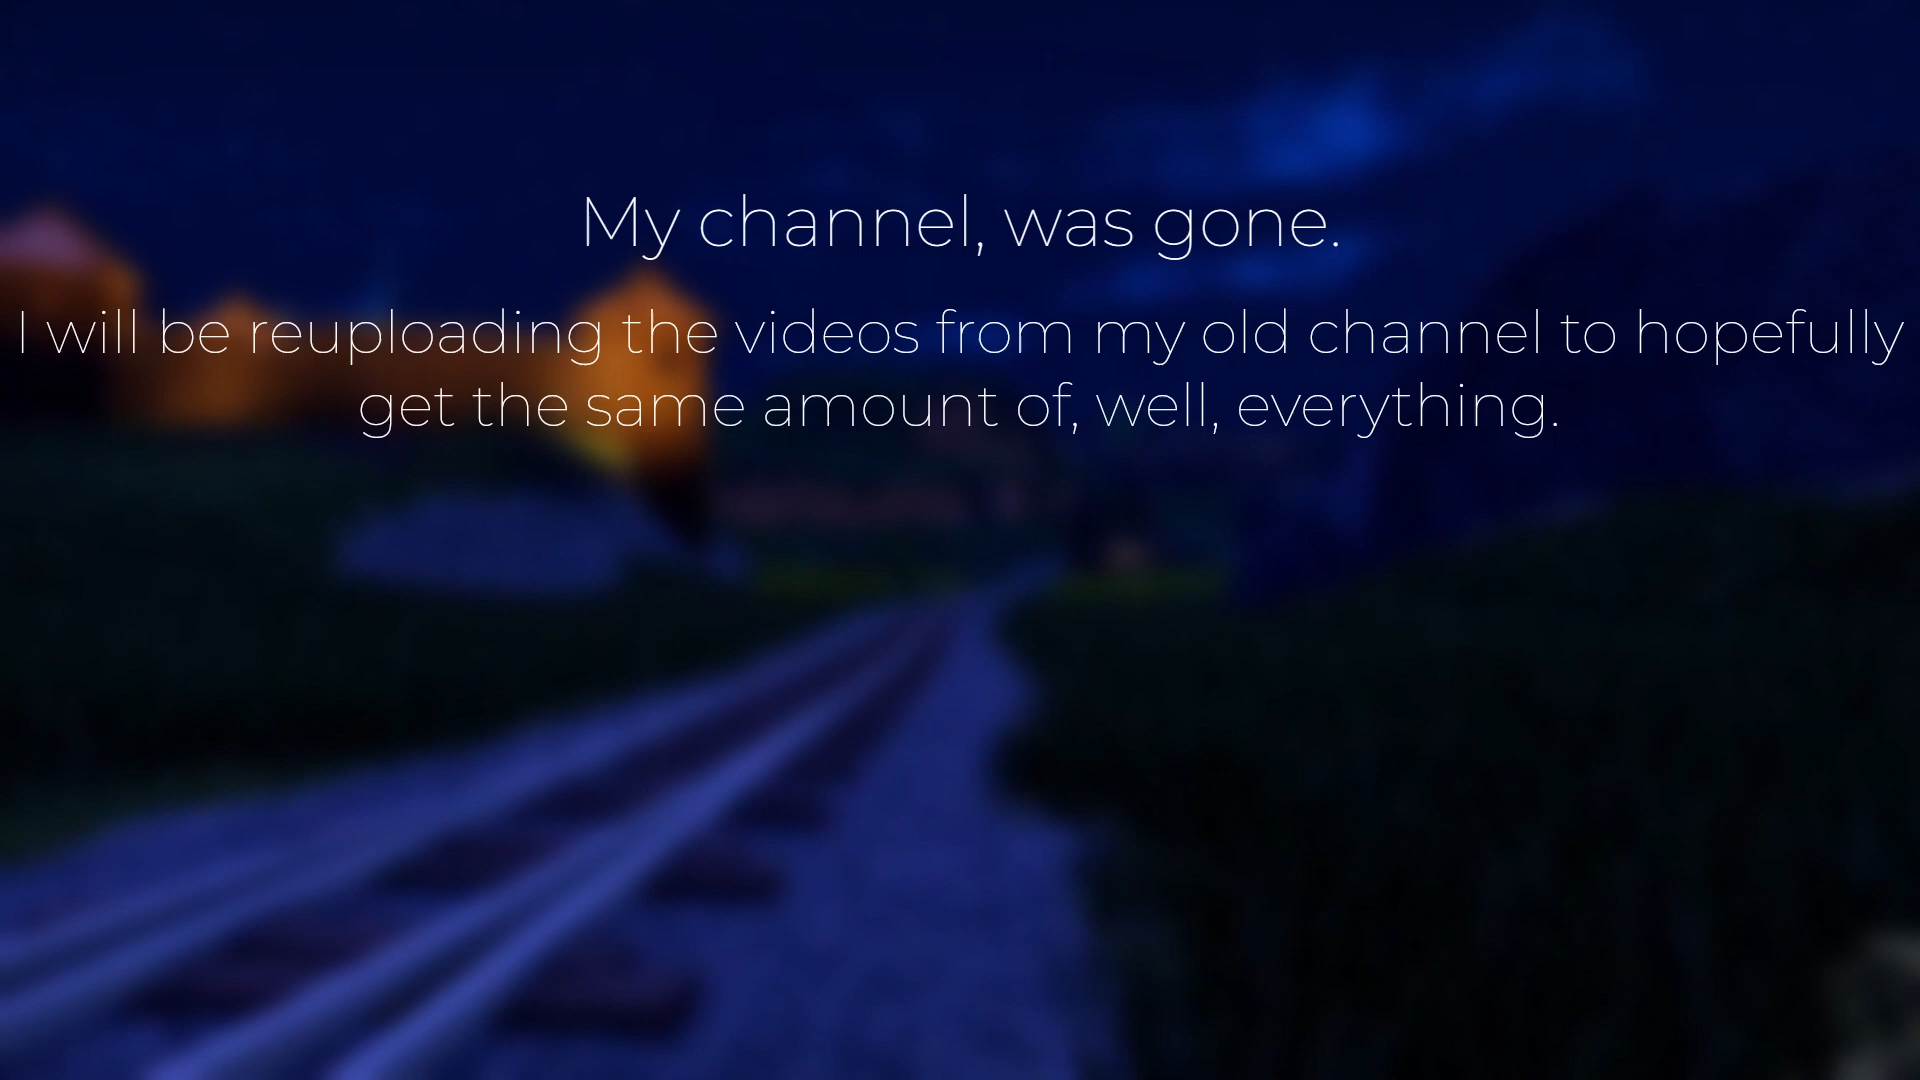 My channel, was gone.
I will be reuploading the videos from my old channel to hopefully
get the same amount of, well, everything.